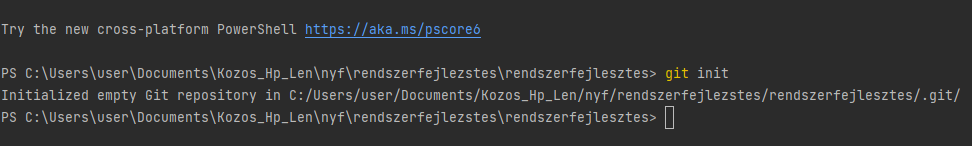 Try the new cross-platform PowerShell https://aka.ms/pscore6
PS C:\Users\user\Documents\Kozos_Hp_Len\nyf\rendszerfejlezstes\rendszerfejlesztes> git init
Initialized empty Git repository in C:/Users/user/Documents/Kozos_Hp_Len/nyf/rendszerfejlezstes/rendszerfejlesztes/.git/
PS C:\Users\user\Documents\Kozos_Hp_Len\nyf\rendszerfejlezstes\rendszerfejlesztes>